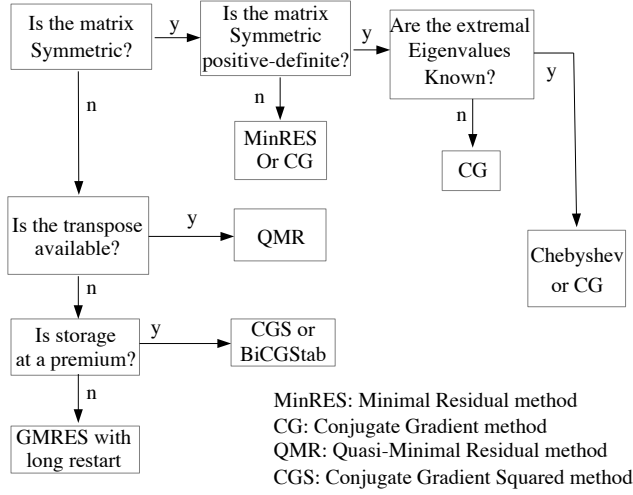 Is the matrix
Symmetric?
y
Is the matrix
Symmetric
positive-definite?
y
Are the extremal
Eigenvalues
Known?
y
n
n
n
MinRES
Or CG
CG
Is the transpose
available?
y
QMR
Chebyshev
or CG
n
Is storage
at a premium?
y
CGS or
BiCGStab
n
GMRES with
long restart
MinRES: Minimal Residual method
CG: Conjugate Gradient method
QMR: Quasi-Minimal Residual method
CGS: Conjugate Gradient Squared method